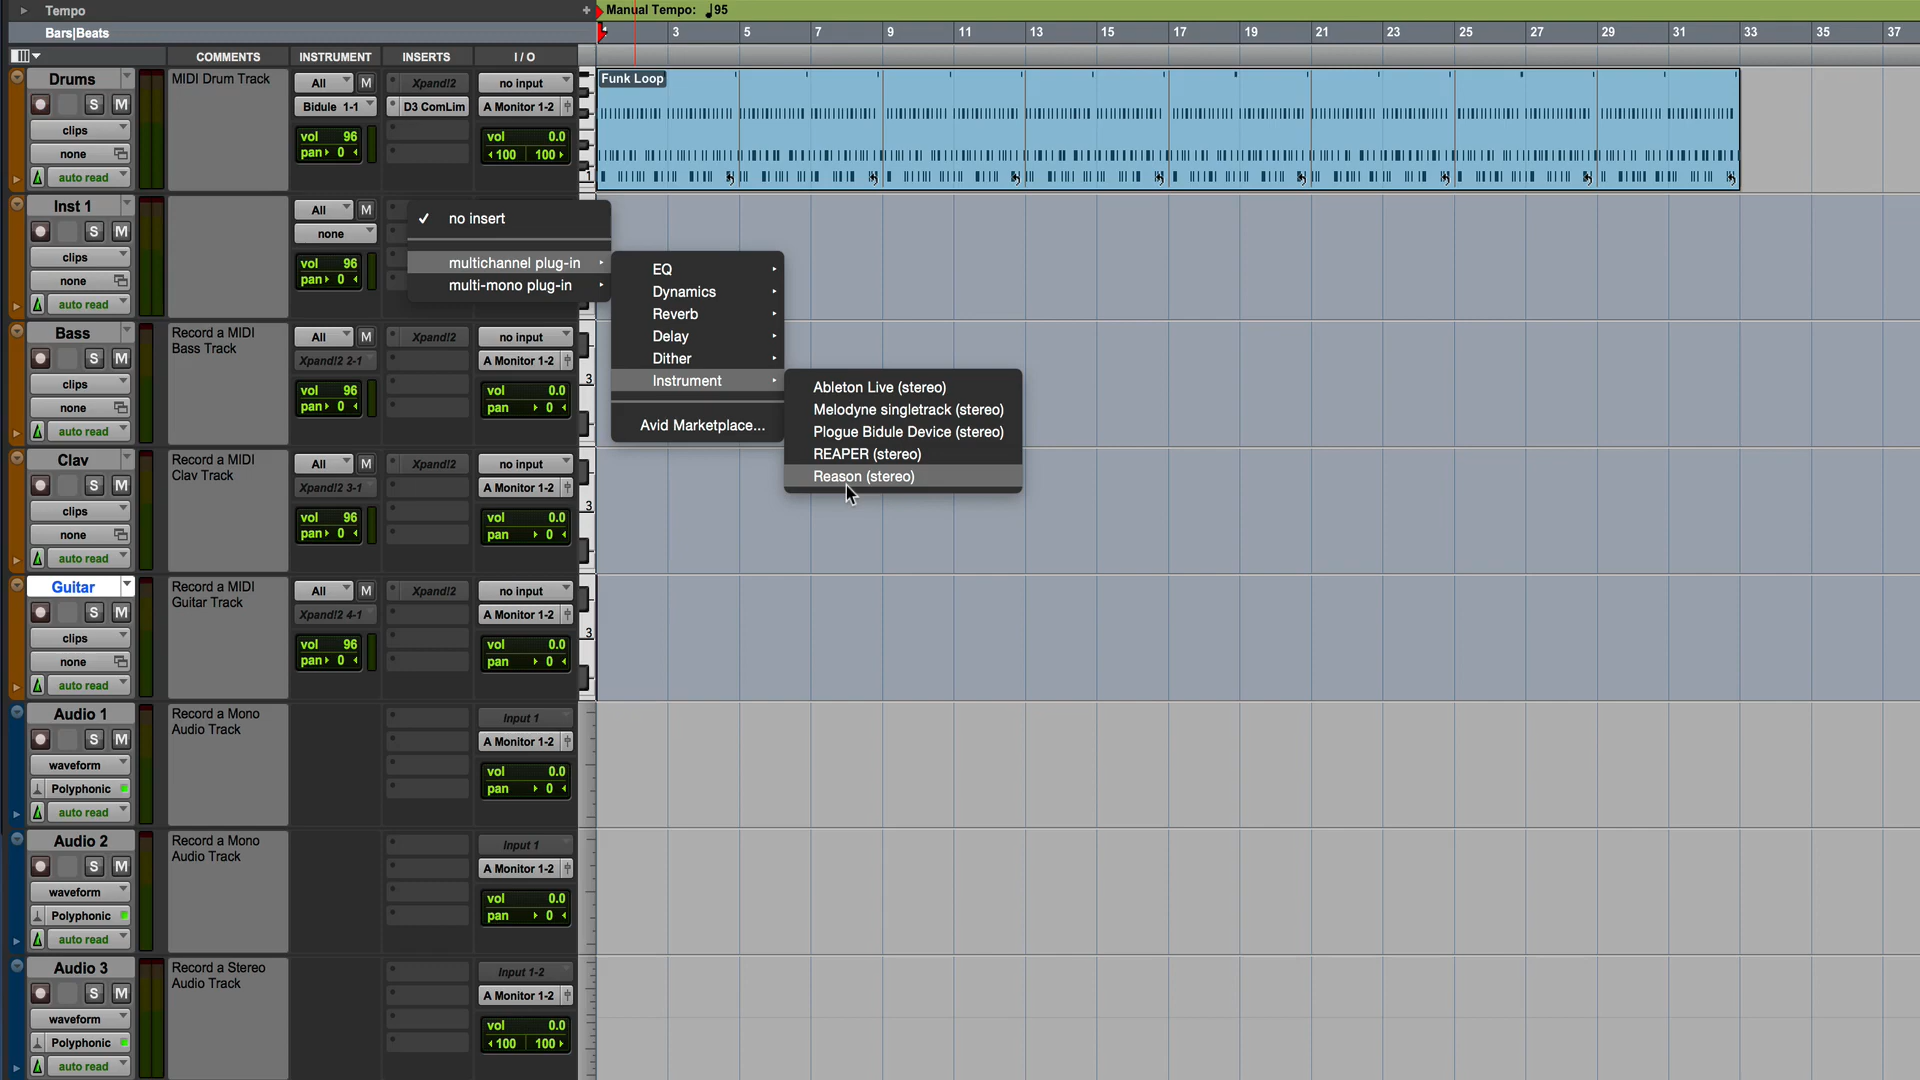 Tempo
Manual Tempo: ♩95
Bars|Beats
3 5 7 9 11 13 15 17 19 21 23 25 27 29 31 33 35 37
COMMENTS INSTRUMENT INSERTS I / O
Drums
MIDI Drum Track
All M
Xpand!2
no input
Funk Loop
S M
Bidule 1-1
D3 ComLim
A Monitor 1-2
clips
vol 96
vol 0.0
none
pan 0
100 100
auto read
1
Inst 1
All M
S M
none
clips
vol 96
none
pan 0
auto read
no insert
multichannel plug-in
multi-mono plug-in
EQ
Dynamics
Reverb
Delay
Dither
Instrument
Avid Marketplace...
Ableton Live (stereo)
Melodyne singletrack (stereo)
Plogue Bidule Device (stereo)
REAPER (stereo)
Reason (stereo)
Bass
Record a MIDI
Bass Track
All M
Xpand!2
no input
S M
Xpand!2 2-1
A Monitor 1-2
clips
3
vol 96
vol 0.0
none
pan 0
pan 0
auto read
Clav
Record a MIDI
Clav Track
All M
Xpand!2
no input
S M
Xpand!2 3-1
A Monitor 1-2
clips
3
vol 96
vol 0.0
none
pan 0
pan 0
auto read
Guitar
Record a MIDI
Guitar Track
All M
Xpand!2
no input
S M
Xpand!2 4-1
A Monitor 1-2
clips
3
vol 96
vol 0.0
none
pan 0
pan 0
auto read
Audio 1
Record a Mono
Audio Track
Input 1
S M
A Monitor 1-2
waveform
vol 0.0
Polyphonic
pan 0
auto read
Audio 2
Record a Mono
Audio Track
Input 1
S M
A Monitor 1-2
waveform
vol 0.0
Polyphonic
pan 0
auto read
Audio 3
Record a Stereo
Audio Track
Input 1-2
S M
A Monitor 1-2
waveform
vol 0.0
Polyphonic
100 100
auto read